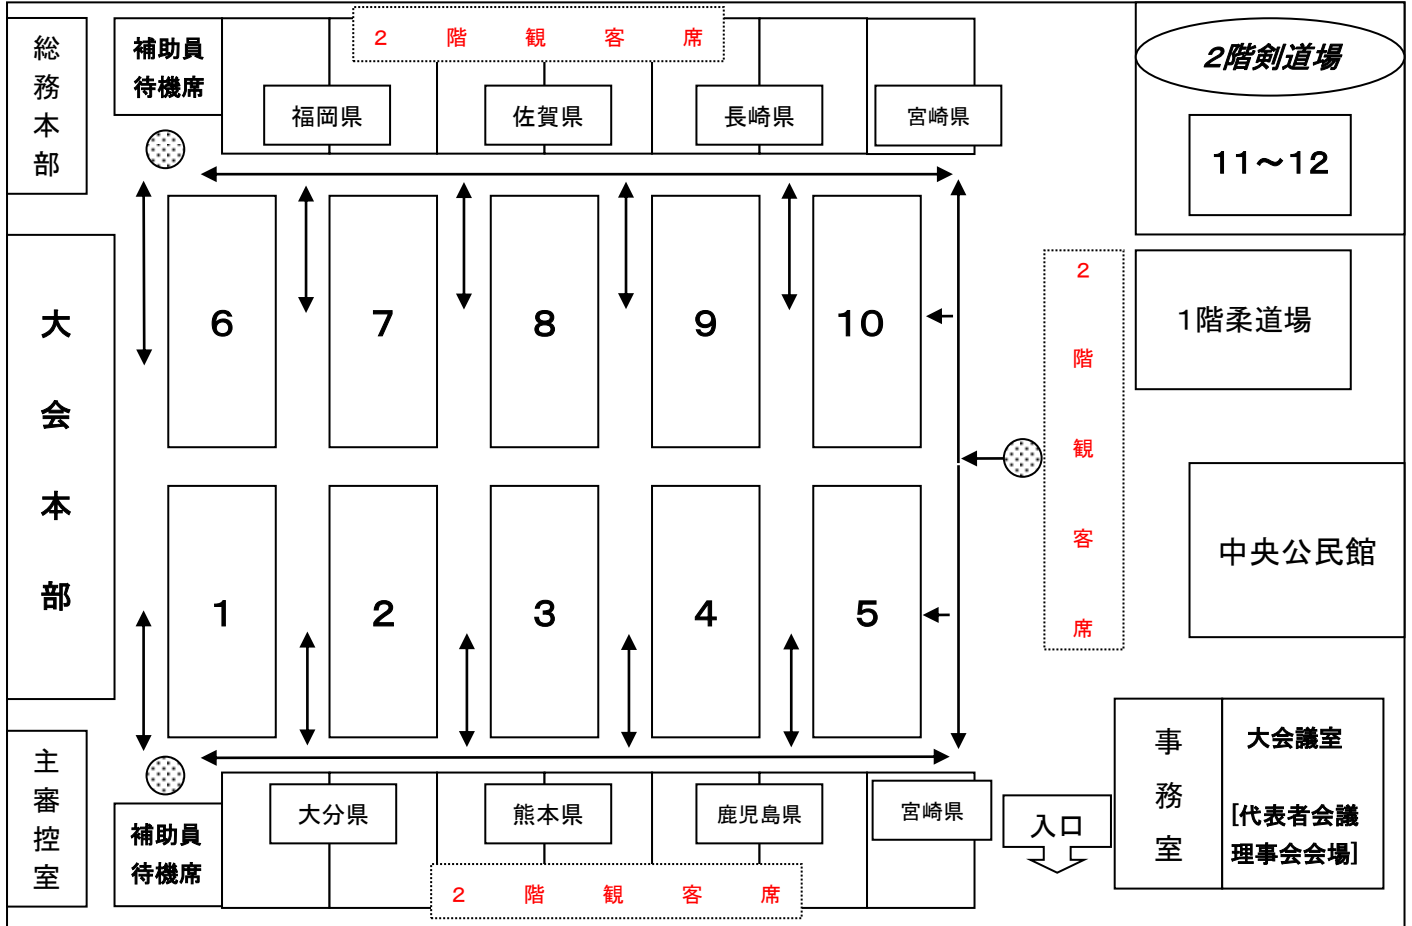 総務本部
補助員
待機席
2階観客席
福岡県
佐賀県
長崎県
宮崎県
2階剣道場
11～12
大会本部
6
7
8
9
10
2階観客席
1階柔道場
1
2
3
4
5
中央公民館
主審控室
補助員
待機席
大分県
熊本県
鹿児島県
宮崎県
2階観客席
入口
事務室
大会議室
[代表者会議
理事会会場]